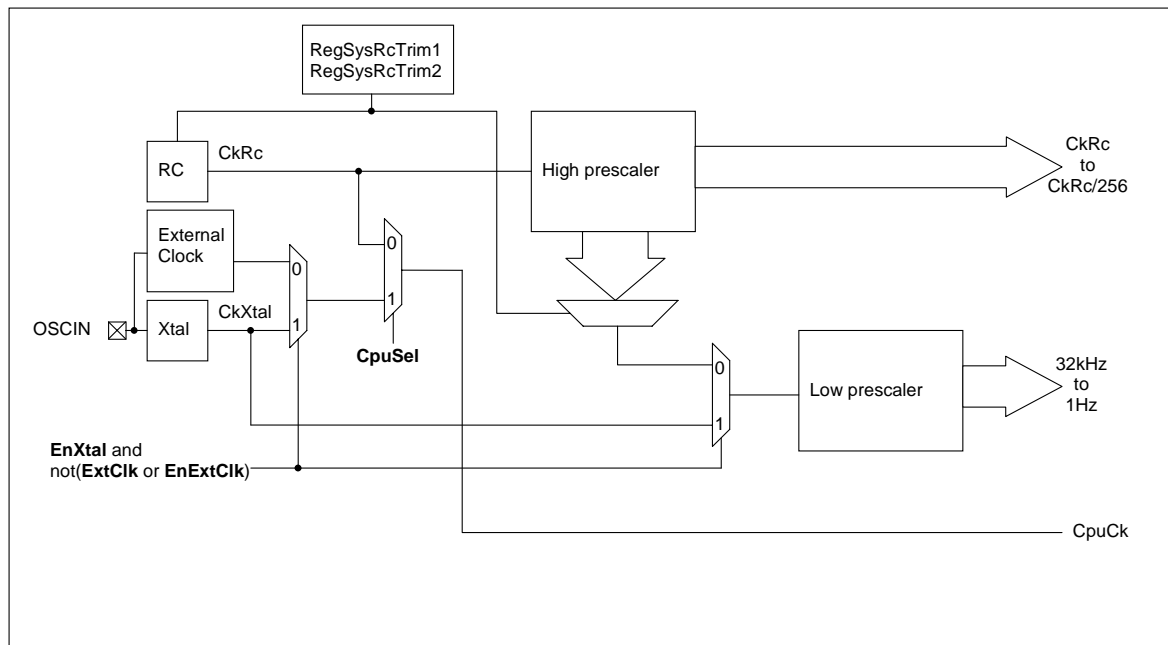 RegSysRcTrim1
RegSysRcTrim2
RC
CkRc
High prescaler
CkRc
to
CkRc/256
External
Clock
0
1
0
1
CpuSel
OSCIN
Xtal
CkXtal
0
1
Low prescaler
32kHz
to
1Hz
EnXtal and
not(ExtClk or EnExtClk)
CpuCk